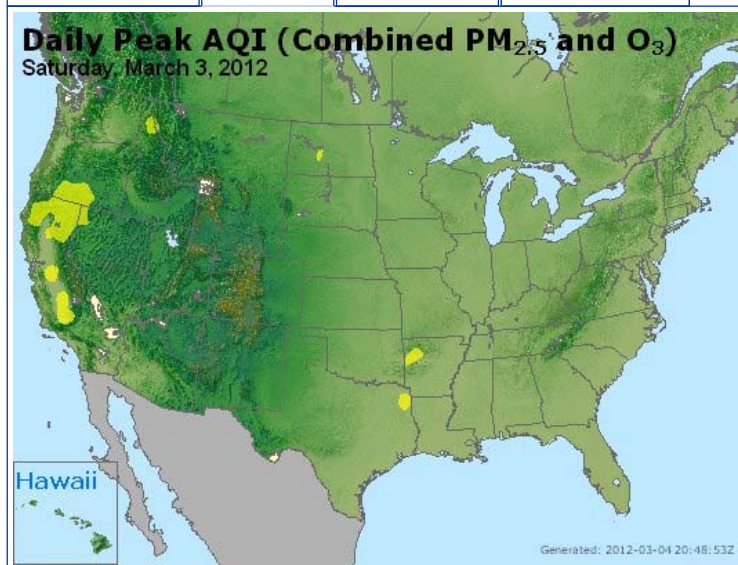 Daily Peak AQI (Combined PM2.5 and O3)
Saturday, March 3, 2012
Hawaii
Generated: 2012-03-04 20:48:53Z